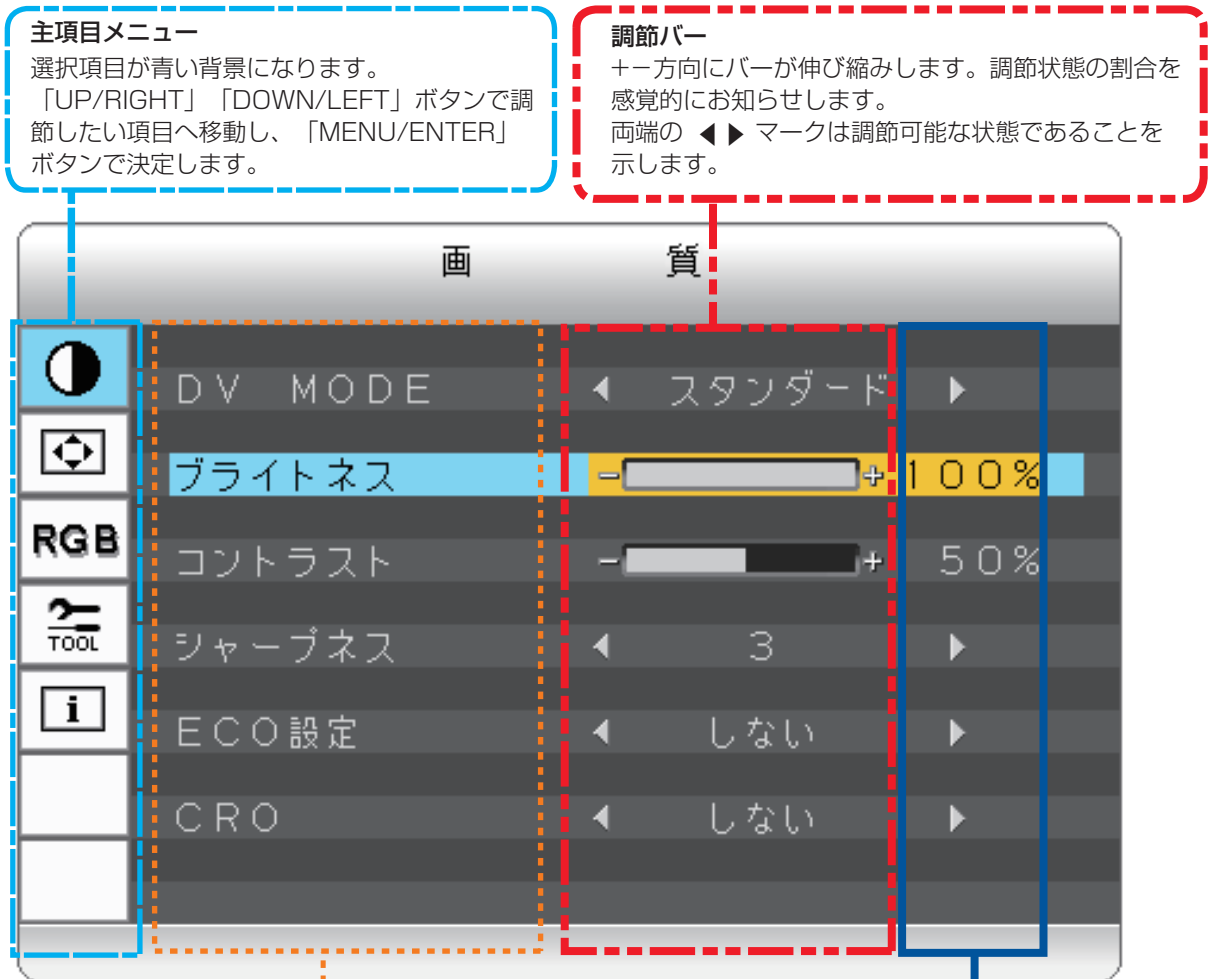 主項目メニュー
選択項目が青い背景になります。
「UP/RIGHT」「DOWN/LEFT」ボタンで調
節したい項目へ移動し、「MENU/ENTER」
ボタンで決定します。
調節バー
+−方向にバーが伸び縮みします。調節状態の割合を
感覚的にお知らせします。
両端の ◀▶ マークは調節可能な状態であることを
示します。
画 質
DV MODE ◀ スタンダード ▶
ブライトネス − + 100%
RGB
コントラスト − + 50%
TOOL
シャープネス ◀ 3 ▶
i
ECO設定 ◀ しない ▶
CRO ◀ しない ▶